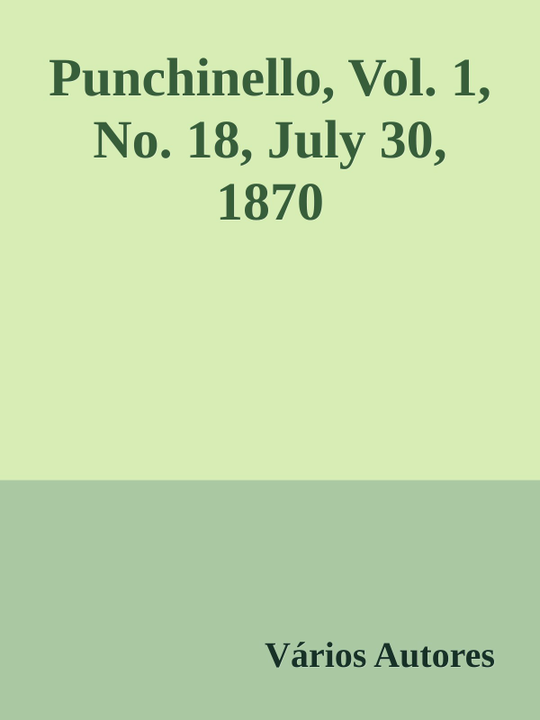 Punchinello, Vol. 1,
No. 18, July 30,
1870
Vários Autores